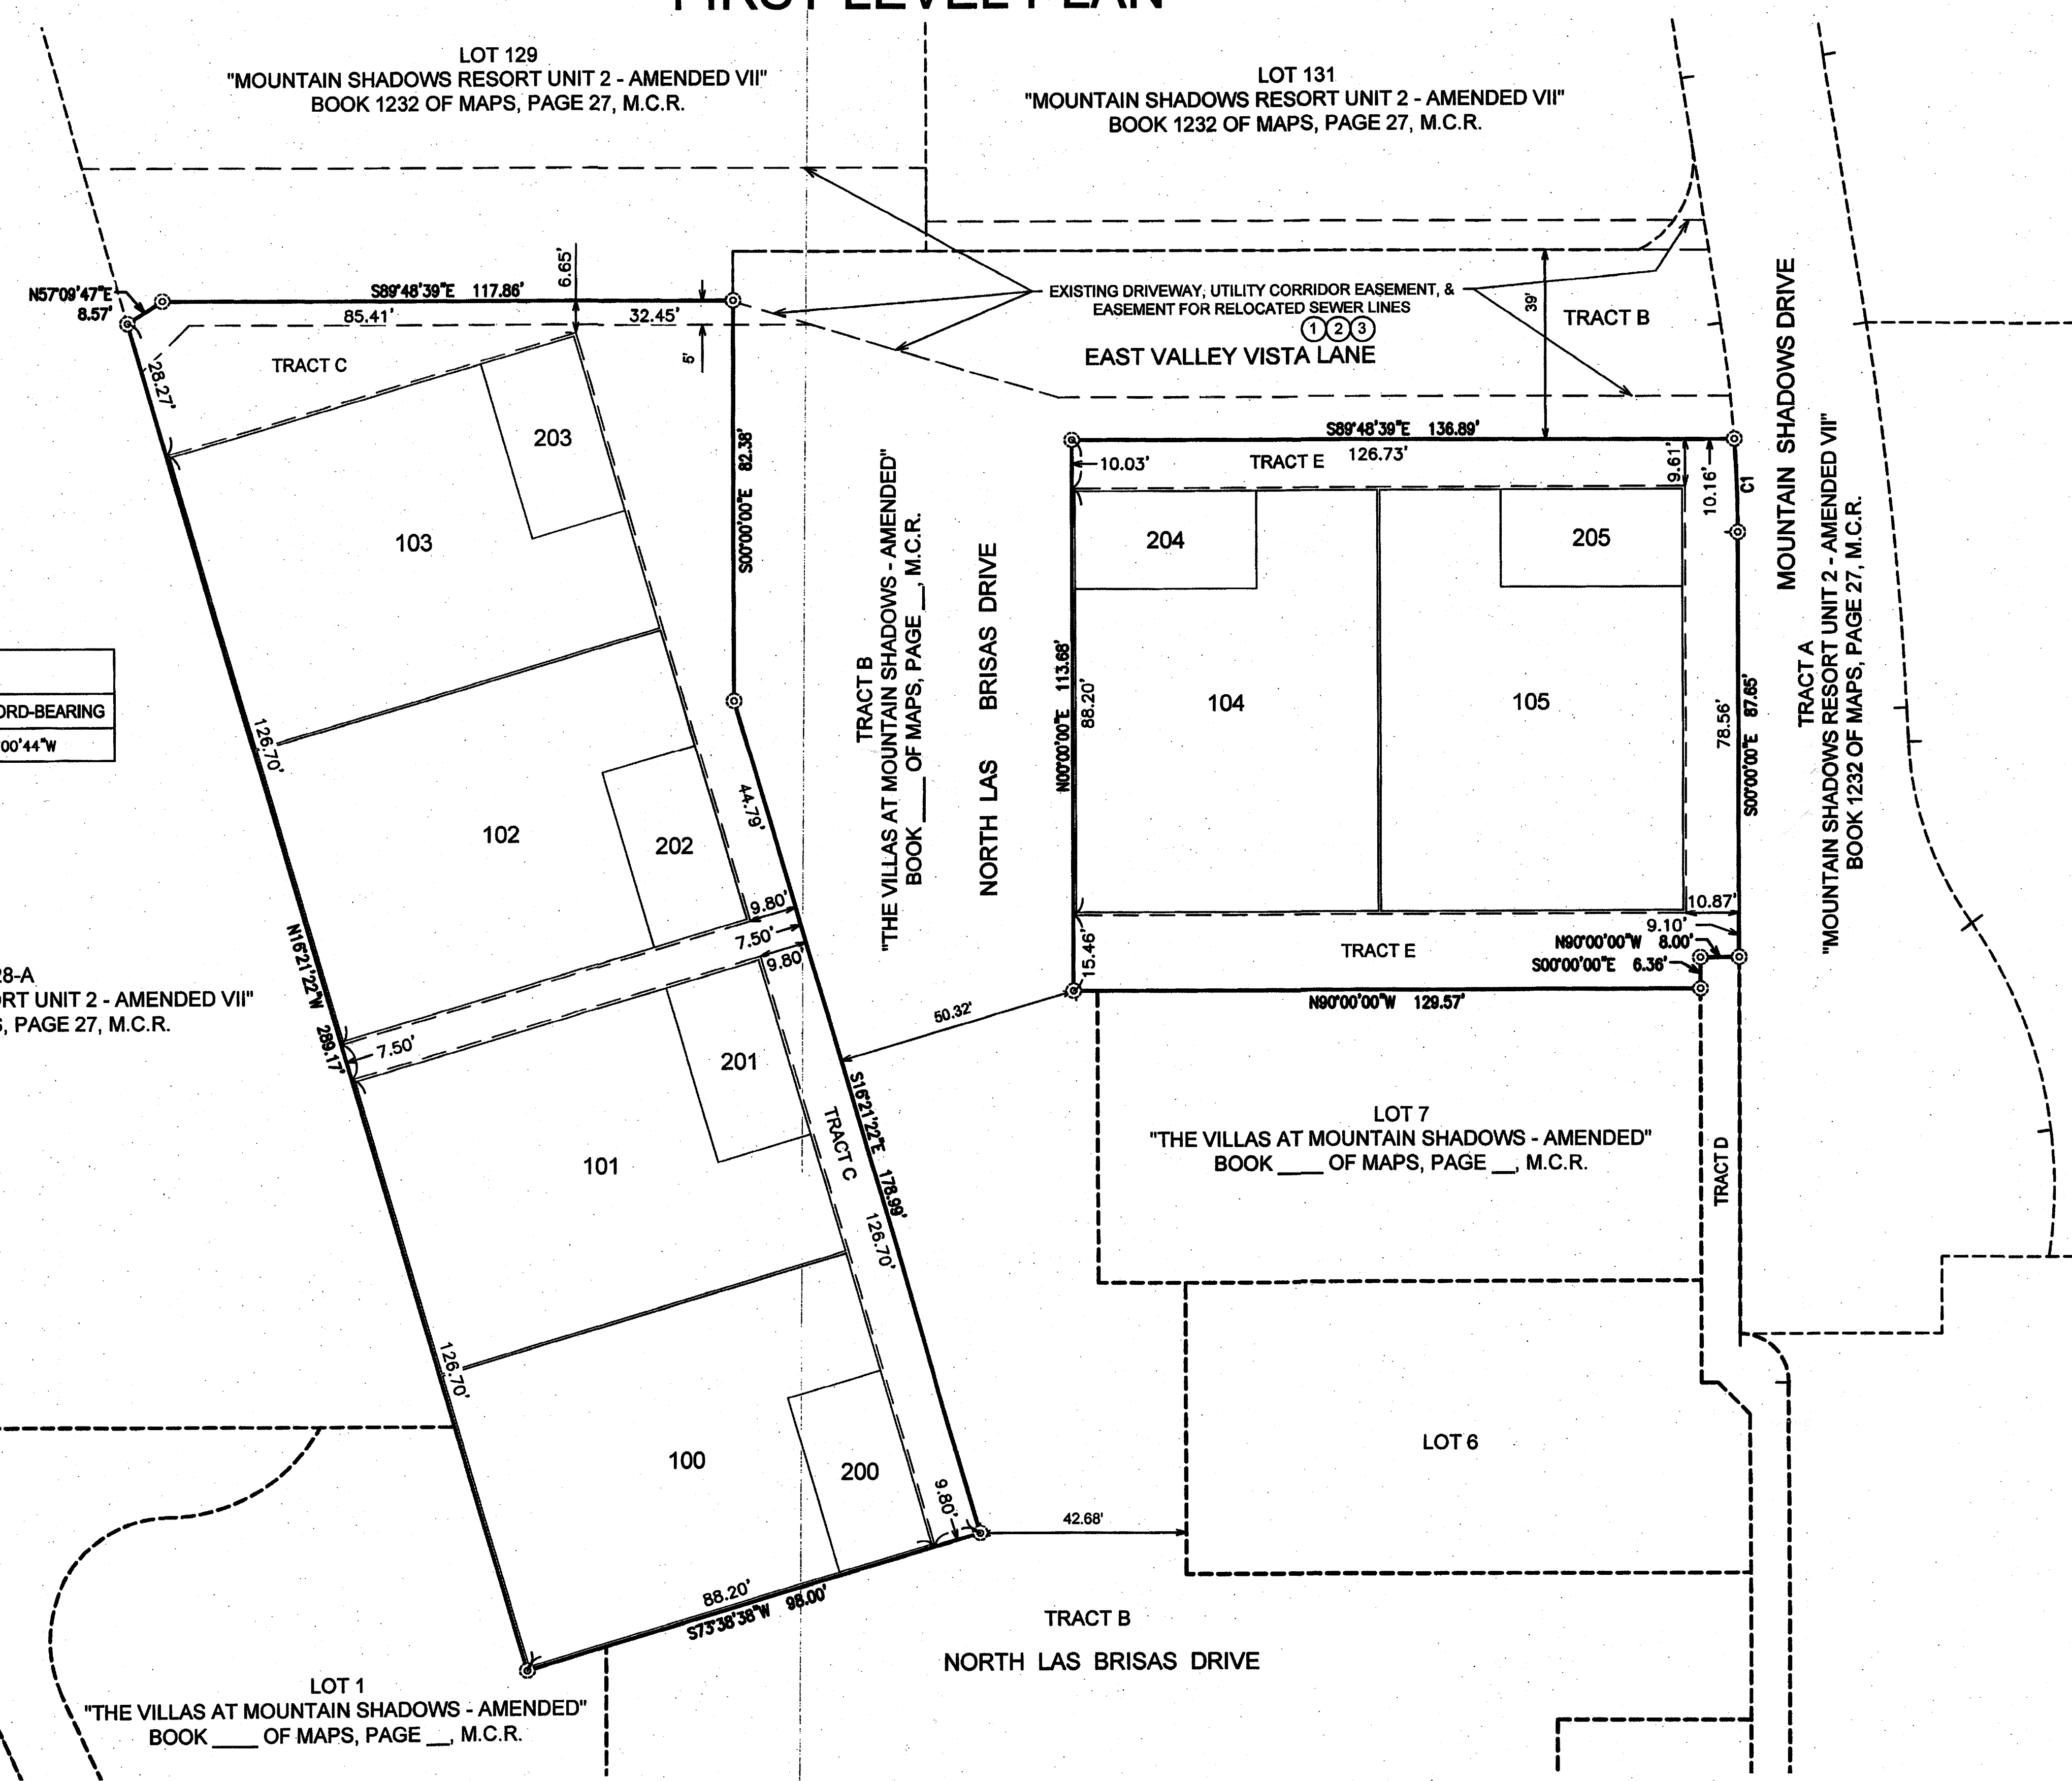 FIRST LEVEL PLAN
LOT 129
"MOUNTAIN SHADOWS RESORT UNIT 2 - AMENDED VII"
BOOK 1232 OF MAPS, PAGE 27, M.C.R.
LOT 131
"MOUNTAIN SHADOWS RESORT UNIT 2 - AMENDED VII"
BOOK 1232 OF MAPS, PAGE 27, M.C.R.
N57°09'47"E
8.57'
S89°48'39"E 117.86'
6.65'
85.41'
32.45'
5'
TRACT C
28.27'
EXISTING DRIVEWAY, UTILITY CORRIDOR EASEMENT, &
EASEMENT FOR RELOCATED SEWER LINES
1 2 3
EAST VALLEY VISTA LANE
39'
TRACT B
MOUNTAIN SHADOWS DRIVE
203
103
S00°00'00"E 82.38'
S89°48'39"E 136.89'
126.73'
10.03'
TRACT E
9.61'
10.16'
C1
204
205
104
105
N00°00'00"E 113.68'
88.20'
78.56'
S00°00'00"E 87.65'
TRACT A
"MOUNTAIN SHADOWS RESORT UNIT 2 - AMENDED VII"
BOOK 1232 OF MAPS, PAGE 27, M.C.R.
TRACT B
"THE VILLAS AT MOUNTAIN SHADOWS - AMENDED"
BOOK ___ OF MAPS, PAGE __, M.C.R.
NORTH LAS BRISAS DRIVE
ORD-BEARING
00'44"W
126.70'
102
202
44.79'
9.80'
7.50'
9.80'
N16°21'22"W 289.17'
28-A
RT UNIT 2 - AMENDED VII"
, PAGE 27, M.C.R.
7.50'
10.87'
9.10'
N90°00'00"W 8.00'
S00°00'00"E 6.36'
TRACT E
15.46'
N90°00'00"W 129.57'
50.32'
201
101
TRACT C
S16°21'22"E 178.99'
126.70'
LOT 7
"THE VILLAS AT MOUNTAIN SHADOWS - AMENDED"
BOOK ___ OF MAPS, PAGE __, M.C.R.
TRACT D
126.70'
100
200
9.80'
42.68'
LOT 6
88.20'
S73°38'38"W 98.00'
TRACT B
NORTH LAS BRISAS DRIVE
LOT 1
"THE VILLAS AT MOUNTAIN SHADOWS - AMENDED"
BOOK ___ OF MAPS, PAGE __, M.C.R.